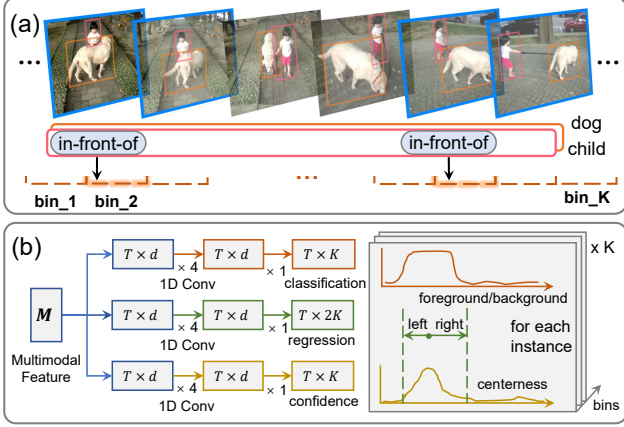 (a)
... ...
dog
child
in-front-of in-front-of
...
bin_1 bin_2 bin_K
(b)
M
Multimodal
Feature
T × d × 4 T × d × 1 T × K
1D Conv classification
T × d × 4 T × d × 1 T × 2K
1D Conv regression
T × d × 4 T × d × 1 T × K
1D Conv confidence
x K
foreground/background
left right
for each
instance
centerness
bins